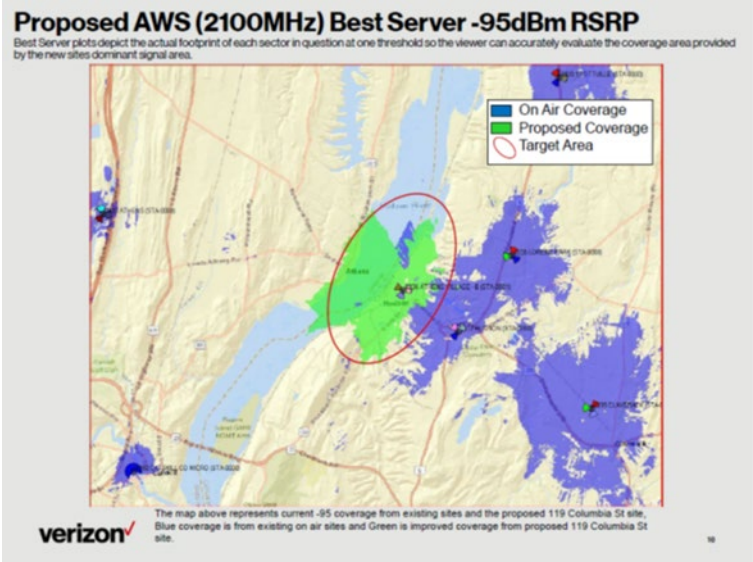 Proposed AWS (2100MHz) Best Server -95dBm RSRP
Best Server plots depict the actual footprint of each sector in question at one threshold so the viewer can accurately evaluate the coverage area provided
by the new sites dominant signal area.
On Air Coverage
Proposed Coverage
Target Area
Athens
Hudson
The map above represents current -95 coverage from existing sites and the proposed 119 Columbia St site,
Blue coverage is from existing on air sites and Green is improved coverage from proposed 119 Columbia St
site.
verizon
10